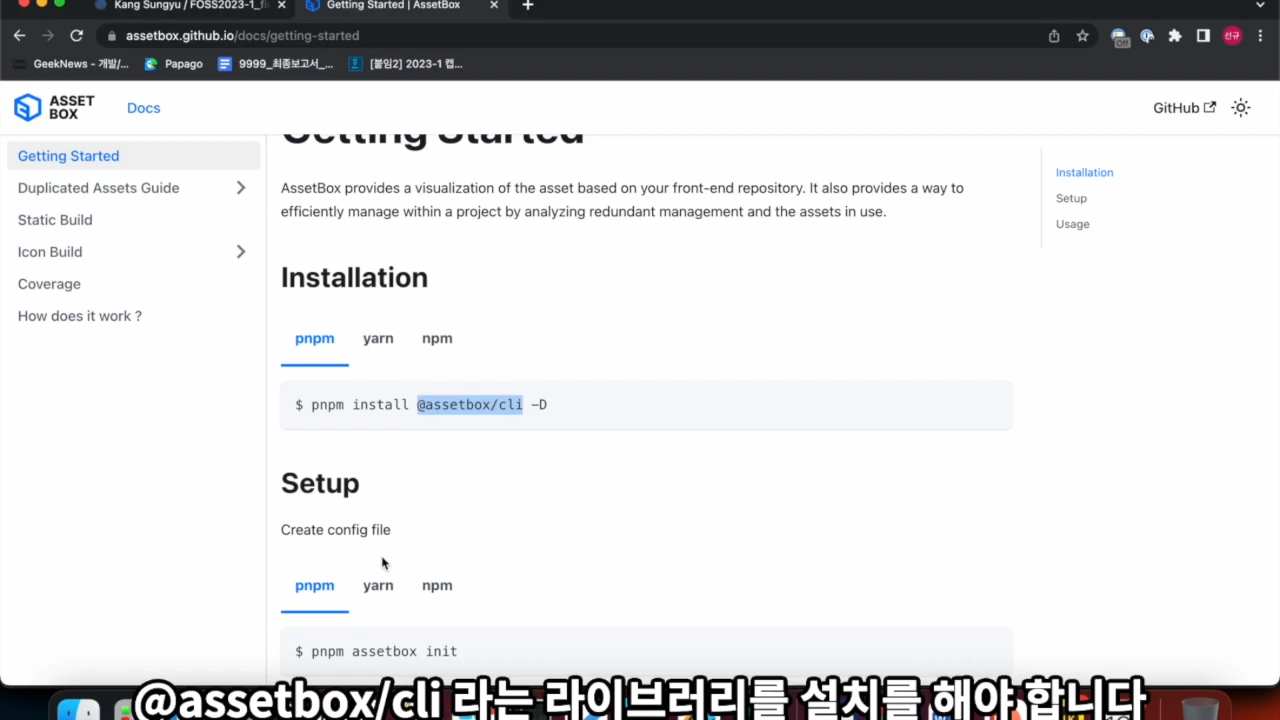 Kang Sungyu / FOSS2023-1_fi
Getting Started | AssetBox
assetbox.github.io/docs/getting-started
Off
선규
GeekNews - 개발/...
Papago
9999_최종보고서_...
[붙임2] 2023-1 캡...
ASSET
BOX
Docs
GitHub
Getting Started
Duplicated Assets Guide
Static Build
Icon Build
Coverage
How does it work ?
Getting Started
AssetBox provides a visualization of the asset based on your front-end repository. It also provides a way to
efficiently manage within a project by analyzing redundant management and the assets in use.
Installation
pnpm yarn npm
$ pnpm install @assetbox/cli -D
Setup
Create config file
pnpm yarn npm
$ pnpm assetbox init
Installation
Setup
Usage
@assetbox/cli 라는 라이브러리를 설치를 해야 합니다